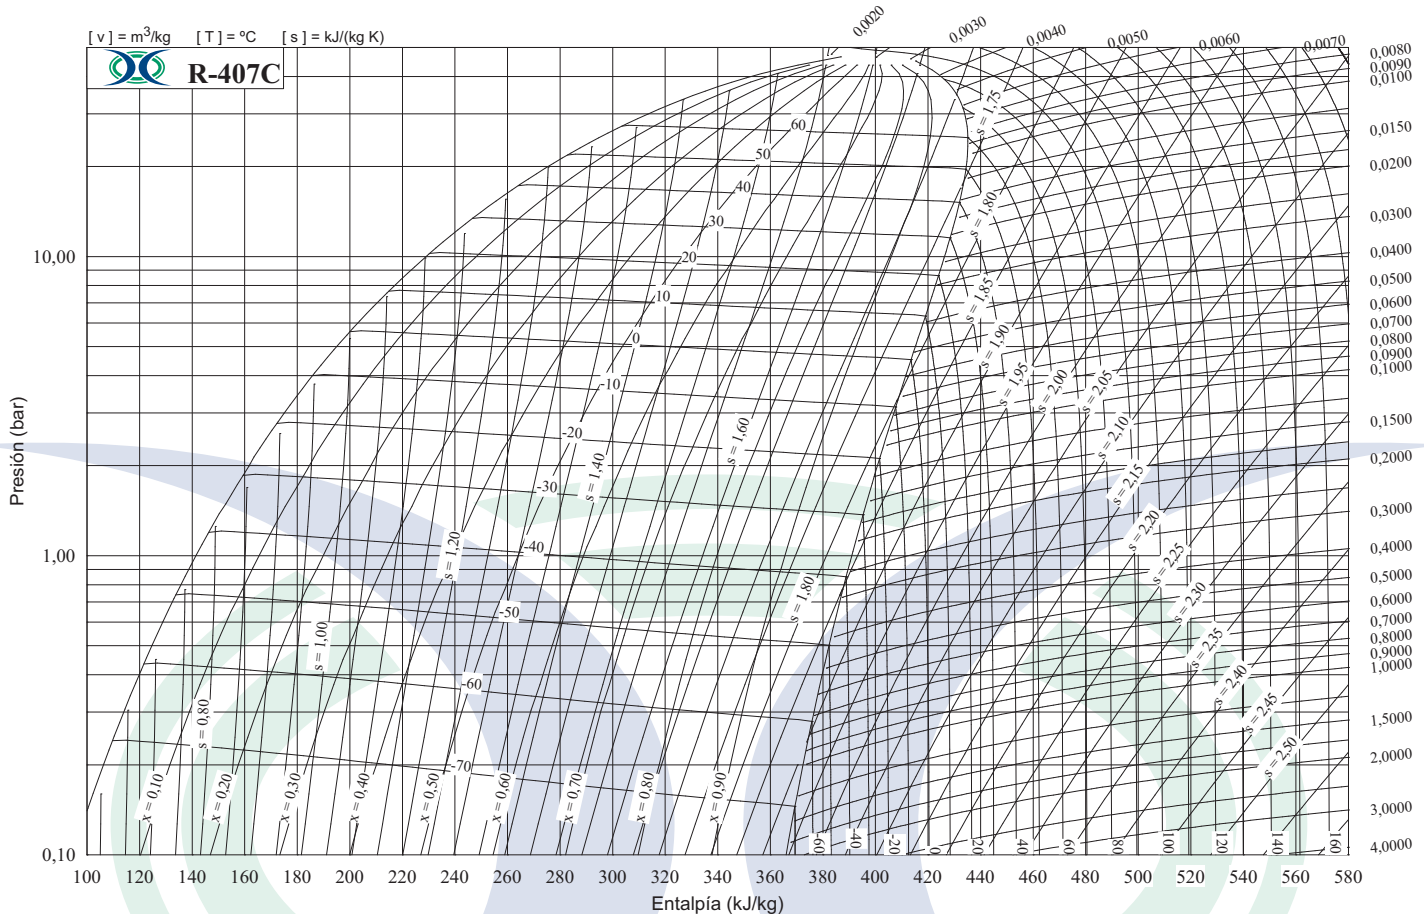 [ v ] = m³/kg [ T ] = ºC [ s ] = kJ/(kg K)
R-407C
0,0020
0,0030
0,0040
0,0050
0,0060
0,0070
0,0080
0,0090
0,0100
0,0150
0,0200
0,0300
0,0400
0,0500
0,0600
0,0700
0,0800
0,0900
0,1000
0,1500
0,2000
0,3000
0,4000
0,5000
0,6000
0,7000
0,8000
0,9000
1,0000
1,5000
2,0000
3,0000
4,0000
60
50
40
30
20
10
0
-10
-20
-30
-40
-50
-60
-70
s = 1,75
s = 1,80
s = 1,85
s = 1,90
s = 1,95
s = 2,00
s = 2,05
s = 2,10
s = 2,15
s = 2,20
s = 2,25
s = 2,30
s = 2,35
s = 2,40
s = 2,45
s = 2,50
s = 0,80
s = 1,00
s = 1,20
s = 1,40
s = 1,60
s = 1,80
x = 0,10
x = 0,20
x = 0,30
x = 0,40
x = 0,50
x = 0,60
x = 0,70
x = 0,80
x = 0,90
-60
-40
-20
0
20
40
60
80
100
120
140
160
Presión (bar)
10,00
1,00
0,10
100 120 140 160 180 200 220 240 260 280 300 320 340 360 380 400 420 440 460 480 500 520 540 560 580
Entalpía (kJ/kg)